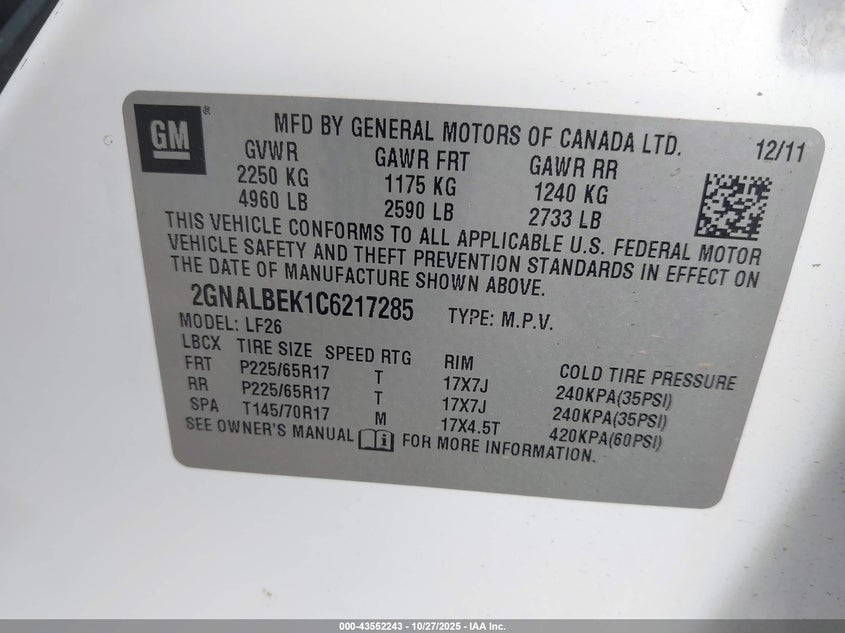 GM ®
MFD BY GENERAL MOTORS OF CANADA LTD. 12/11
GVWR GAWR FRT GAWR RR
2250 KG 1175 KG 1240 KG
4960 LB 2590 LB 2733 LB
THIS VEHICLE CONFORMS TO ALL APPLICABLE U.S. FEDERAL MOTOR
VEHICLE SAFETY AND THEFT PREVENTION STANDARDS IN EFFECT ON
THE DATE OF MANUFACTURE SHOWN ABOVE.
2GNALBEK1C6217285 TYPE: M.P.V.
MODEL: LF26
LBCX TIRE SIZE SPEED RTG RIM COLD TIRE PRESSURE
FRT P225/65R17 T 17X7J 240KPA(35PSI)
RR P225/65R17 T 17X7J 240KPA(35PSI)
SPA T145/70R17 M 17X4.5T 420KPA(60PSI)
SEE OWNER'S MANUAL i FOR MORE INFORMATION.
000-43552243 - 10/27/2025 - IAA Inc.